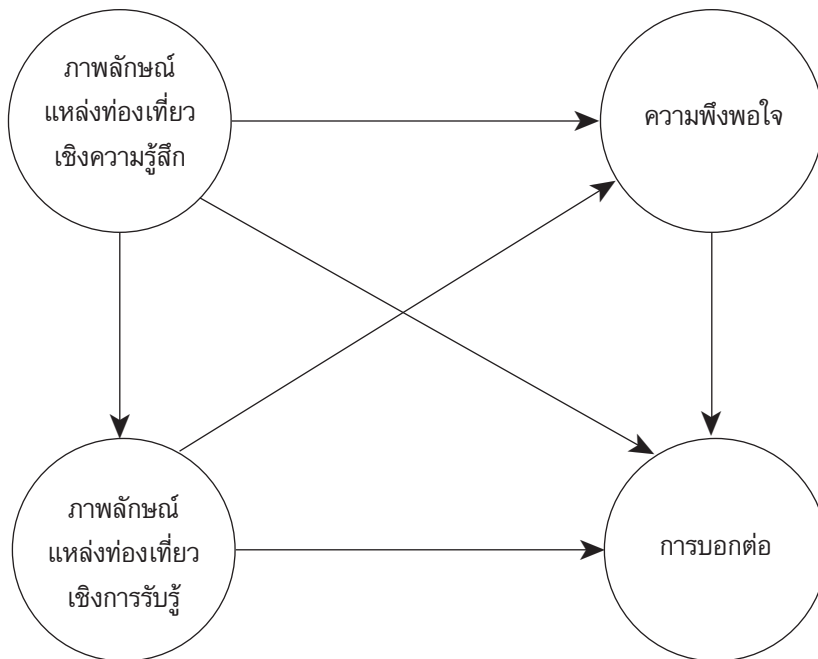 ภาพลักษณ์
แหล่งท่องเที่ยว
เชิงความรู้สึก
ความพึงพอใจ
ภาพลักษณ์
แหล่งท่องเที่ยว
เชิงการรับรู้
การบอกต่อ